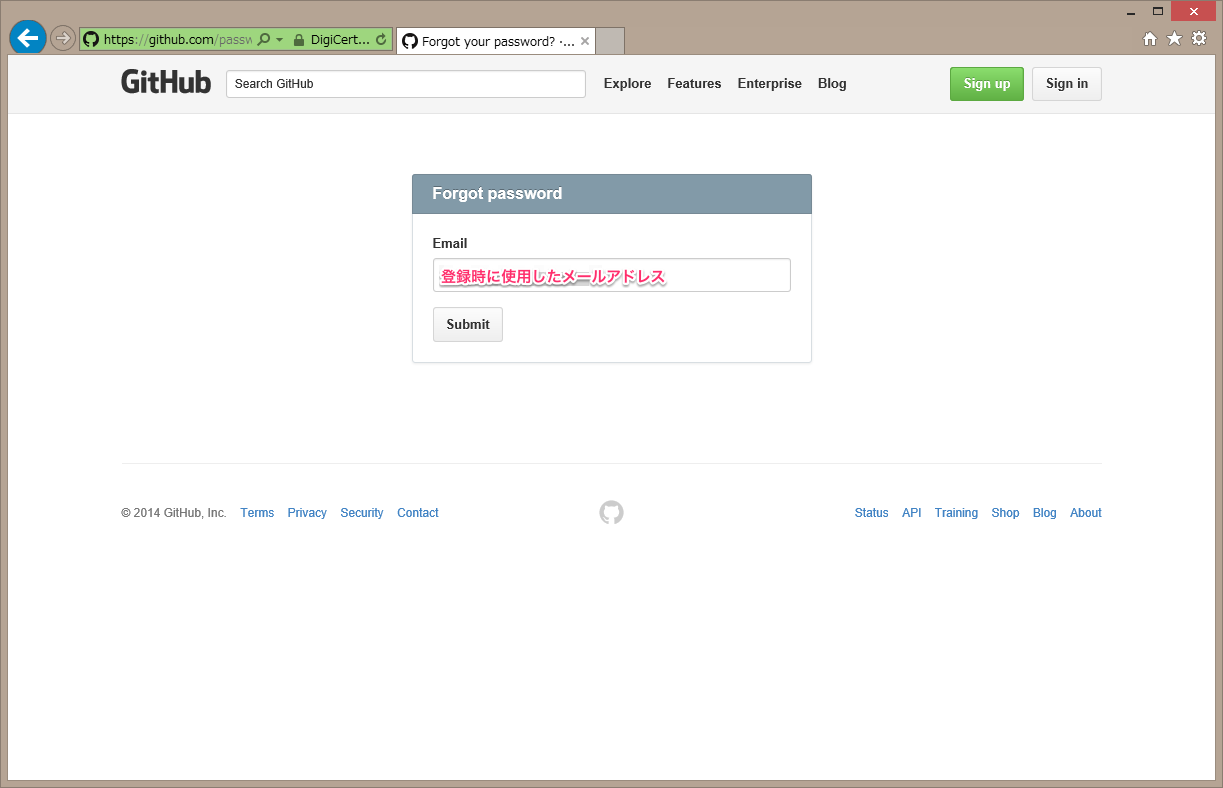 https://github.com/passw
DigiCert...
Forgot your password? ·...
GitHub
Search GitHub
Explore
Features
Enterprise
Blog
Sign up
Sign in
Forgot password
Email
登録時に使用したメールアドレス
Submit
© 2014 GitHub, Inc.
Terms
Privacy
Security
Contact
Status
API
Training
Shop
Blog
About